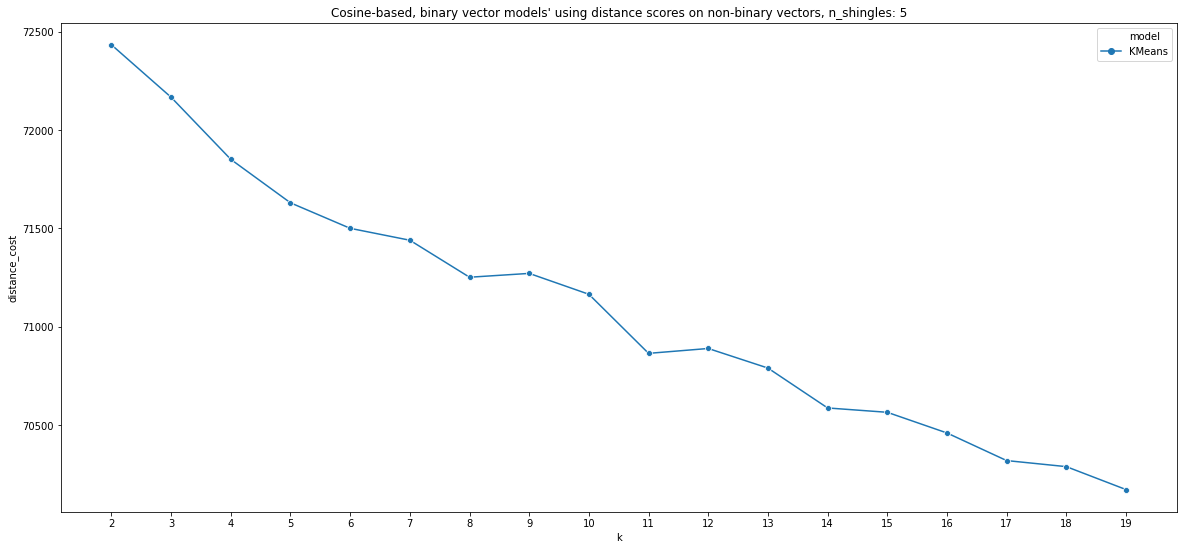 Cosine-based, binary vector models' using distance scores on non-binary vectors, n_shingles: 5
model
KMeans
72500
72000
71500
71000
70500
distance_cost
2 3 4 5 6 7 8 9 10 11 12 13 14 15 16 17 18 19
k